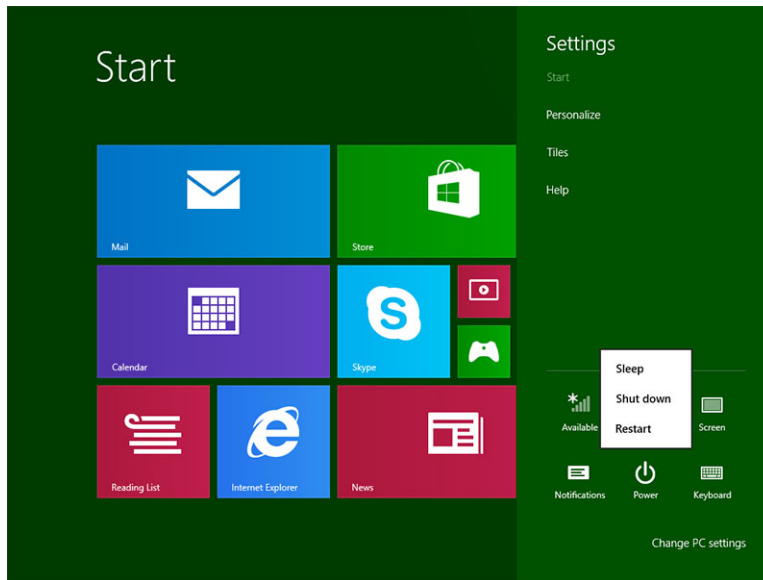 Start
Mail
Store
Calendar
Skype
Reading List
Internet Explorer
News
Settings
Start
Personalize
Tiles
Help
Sleep
Shut down
Restart
Available
Screen
Notifications
Power
Keyboard
Change PC settings